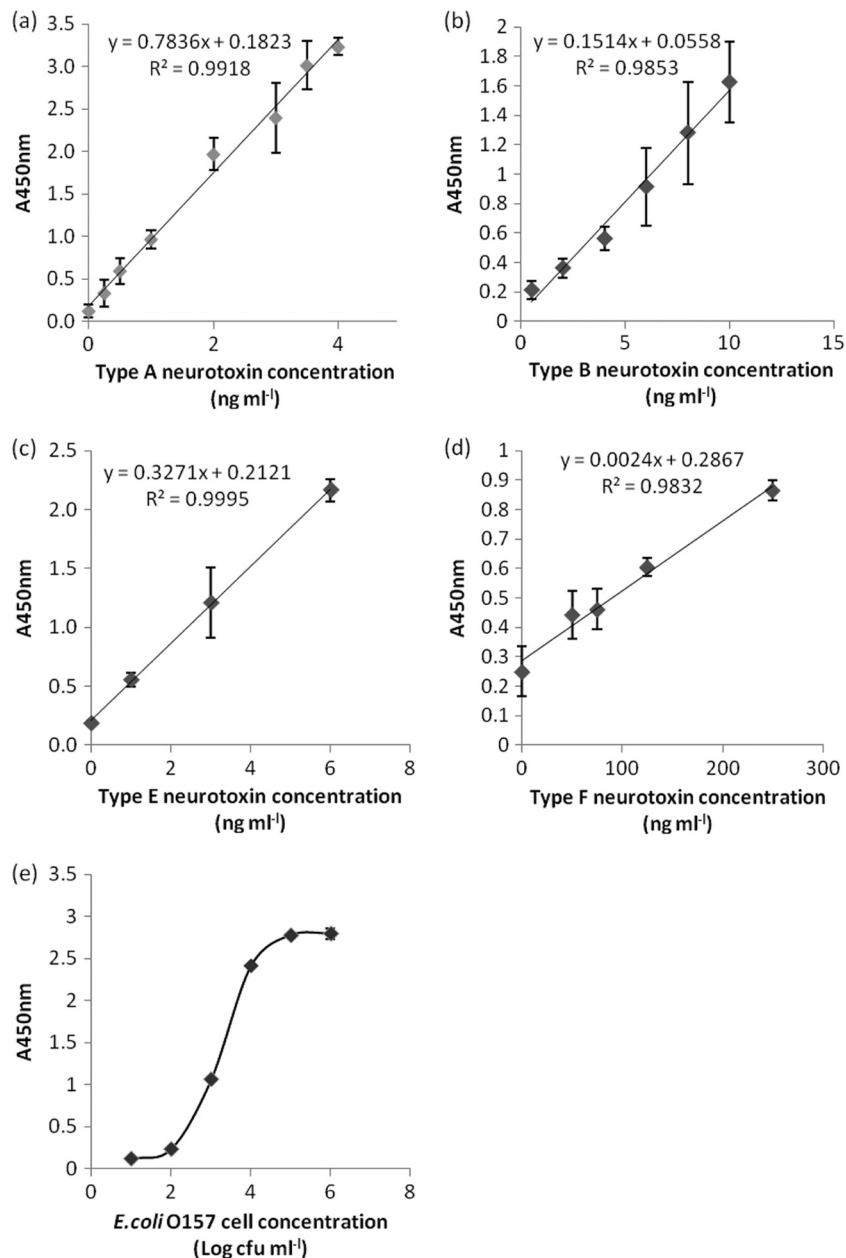 (a)
y = 0.7836x + 0.1823
R² = 0.9918
3.5
3.0
2.5
2.0
1.5
1.0
0.5
0.0
A450nm
0 2 4
Type A neurotoxin concentration
(ng ml⁻ˡ)
(b)
y = 0.1514x + 0.0558
R² = 0.9853
2
1.8
1.6
1.4
1.2
1
0.8
0.6
0.4
0.2
0
A450nm
0 5 10 15
Type B neurotoxin concentration
(ng ml⁻ˡ)
(c)
y = 0.3271x + 0.2121
R² = 0.9995
2.5
2.0
1.5
1.0
0.5
0.0
A450nm
0 2 4 6 8
Type E neurotoxin concentration
(ng ml⁻ˡ)
(d)
y = 0.0024x + 0.2867
R² = 0.9832
1
0.9
0.8
0.7
0.6
0.5
0.4
0.3
0.2
0.1
0
A450nm
0 100 200 300
Type F neurotoxin concentration
(ng ml⁻ˡ)
(e)
3.5
3
2.5
2
1.5
1
0.5
0
A450nm
0 2 4 6 8
E.coli O157 cell concentration
(Log cfu ml⁻ˡ)